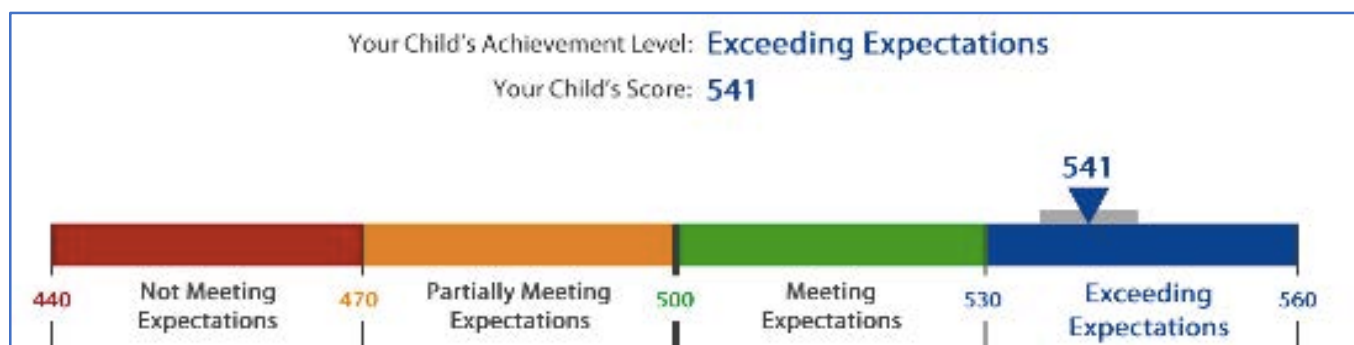 Your Child's Achievement Level: Exceeding Expectations
Your Child's Score: 541
541
440 Not Meeting Expectations 470 Partially Meeting Expectations 500 Meeting Expectations 530 Exceeding Expectations 560